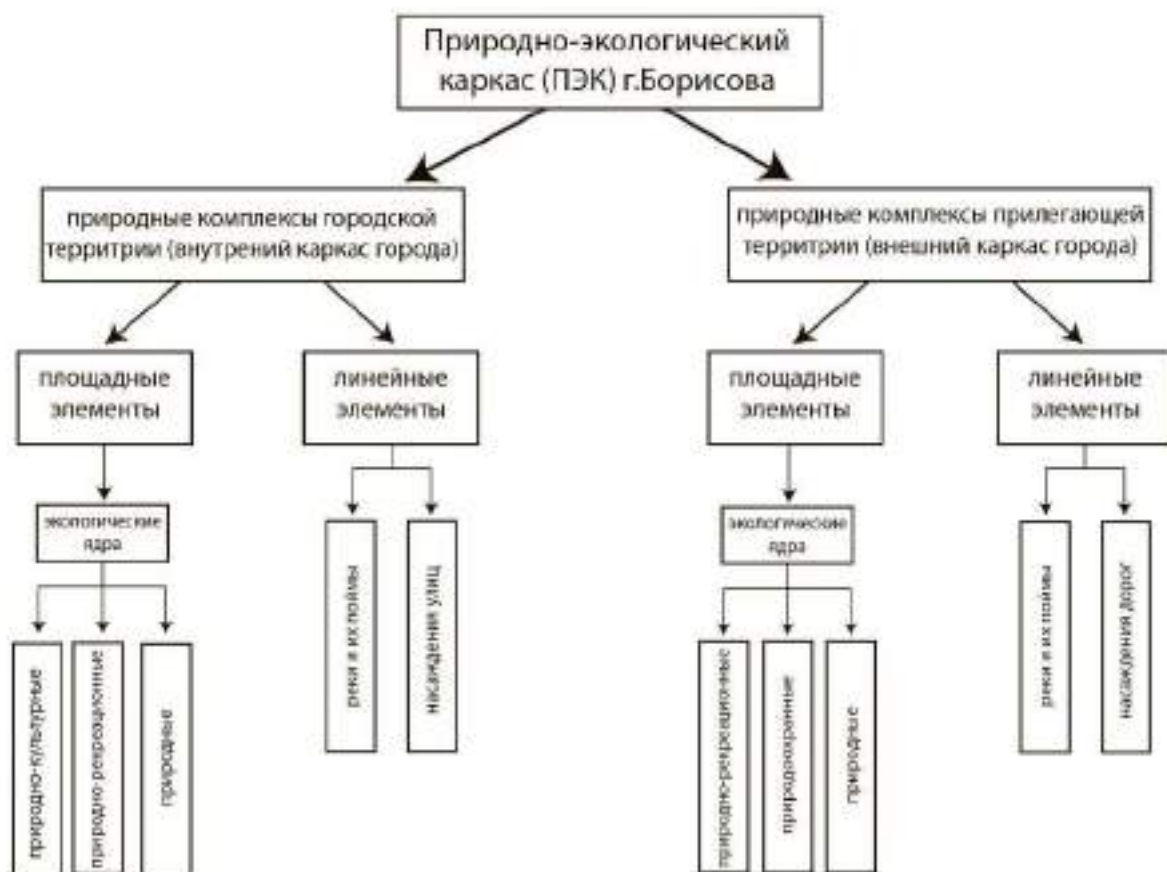 Природно-экологический
каркас (ПЭК) г.Борисова
природные комплексы городской
территрии (внутрений каркас города)
природные комплексы прилегающей
территрии (внешний каркас города)
площадные
элементы
линейные
элементы
площадные
элементы
линейные
элементы
экологические
ядра
реки и их поймы
насаждения улиц
экологические
ядра
реки и их поймы
насаждения дорог
природно-культурные
природно-рекреационные
природные
природно-рекреационные
природоохранные
природные